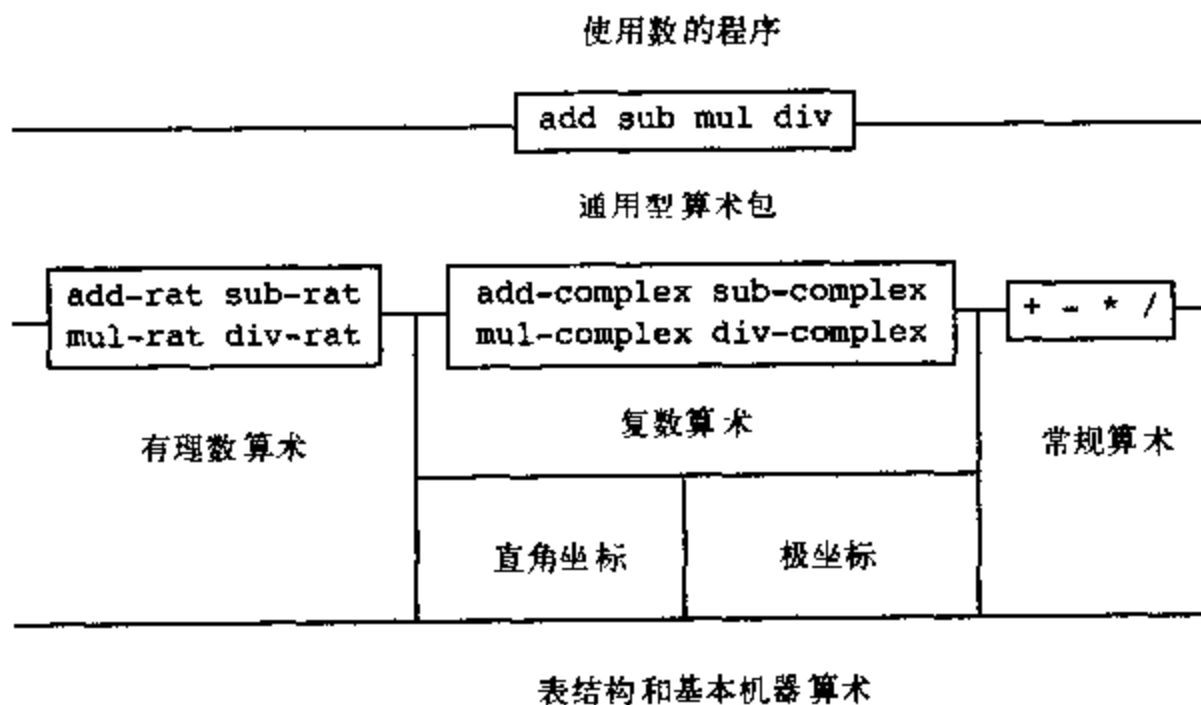 使用数的程序
add sub mul div
通用型算术包
add-rat sub-rat
mul-rat div-rat
add-complex sub-complex
mul-complex div-complex
+ - * /
有理数算术
复数算术
常规算术
直角坐标
极坐标
表结构和基本机器算术